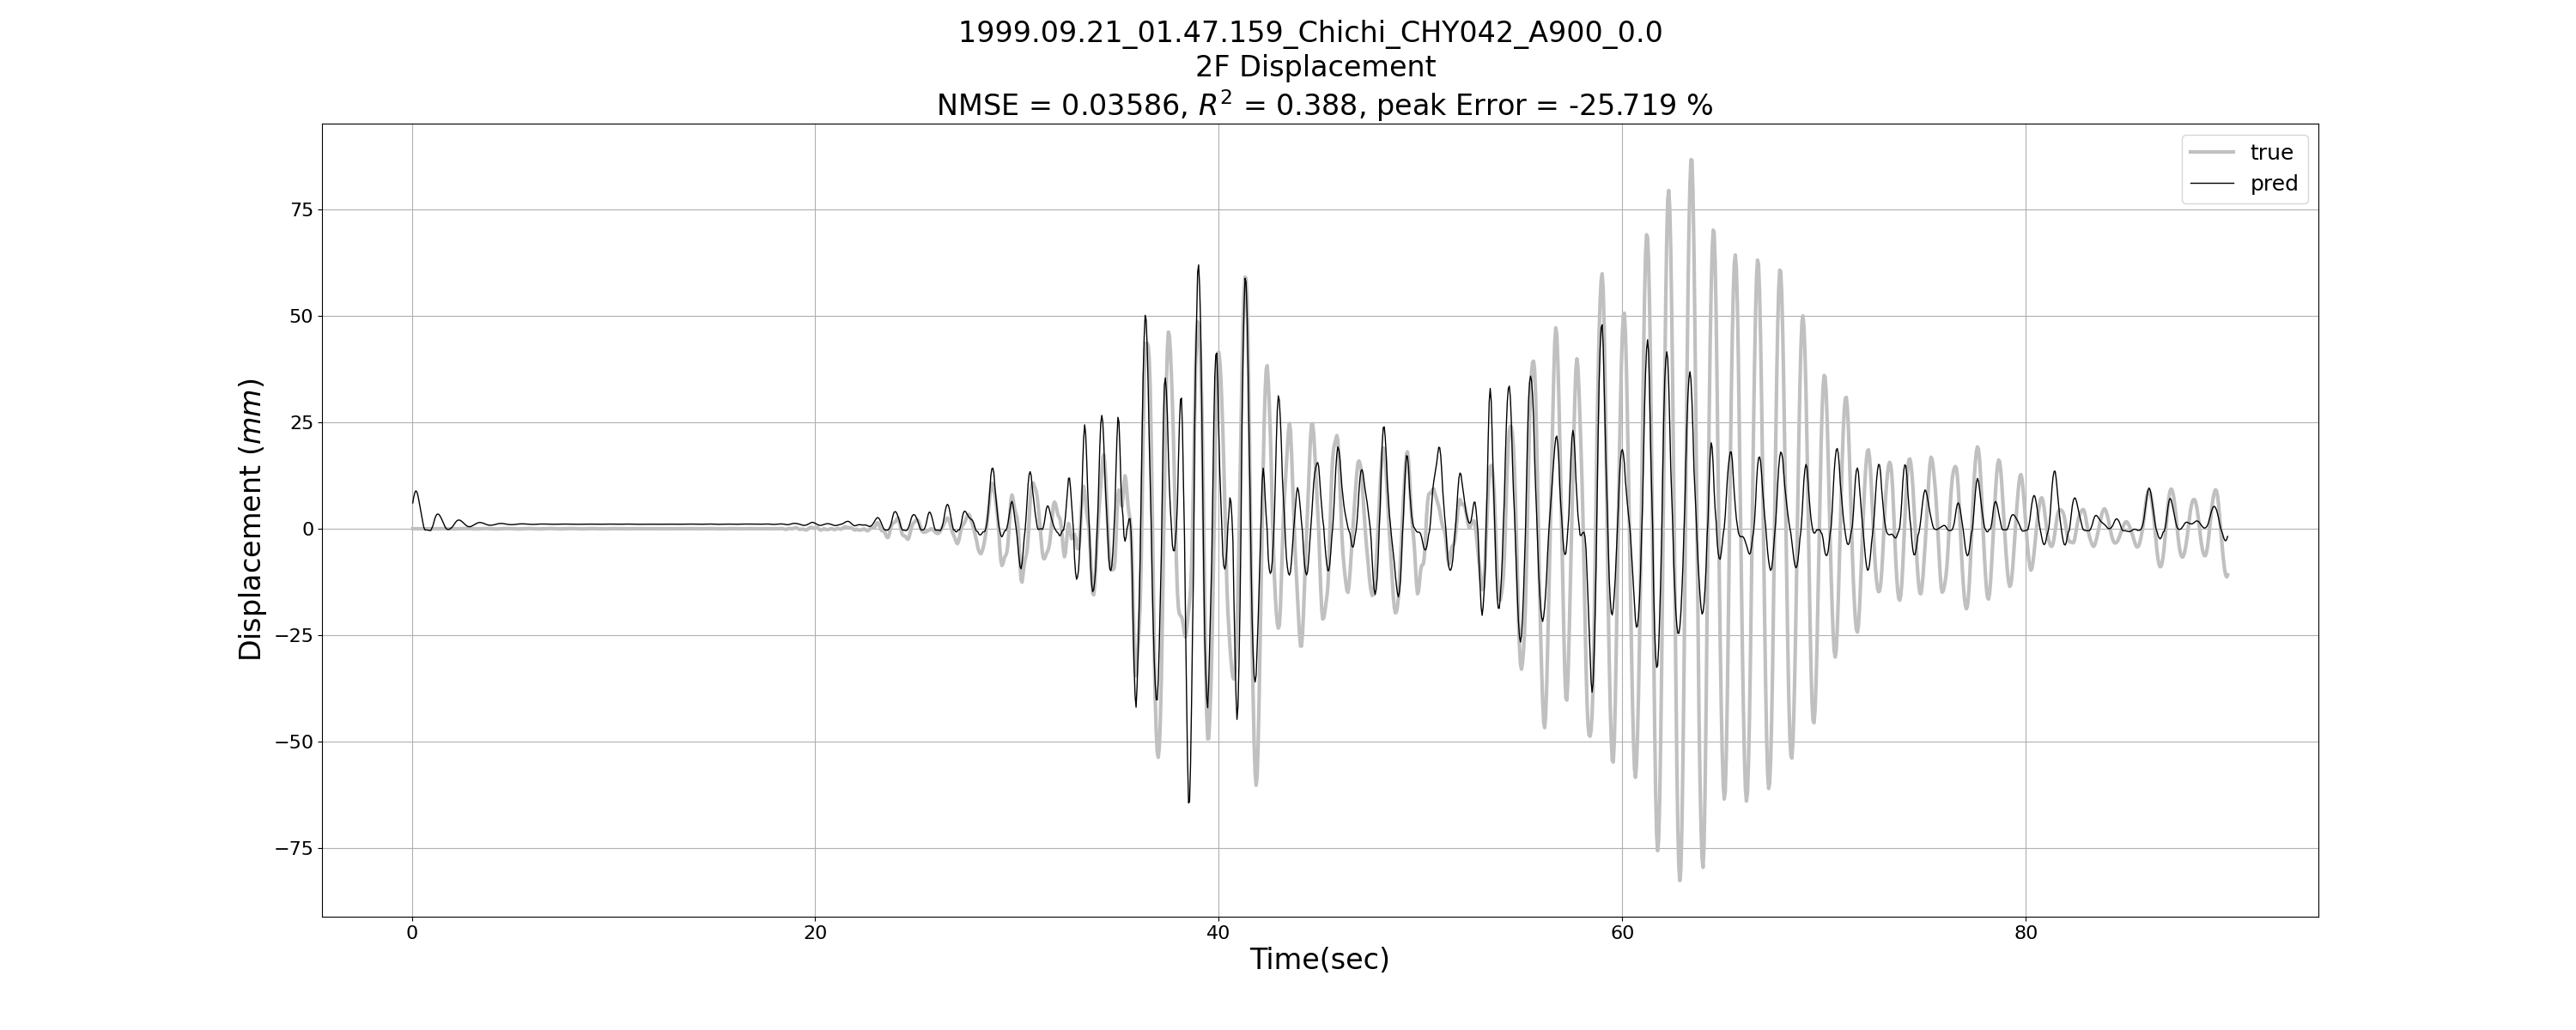 1999.09.21_01.47.159_Chichi_CHY042_A900_0.0
2F Displacement
NMSE = 0.03586, R² = 0.388, peak Error = -25.719 %
true
pred
75
50
25
0
−25
−50
−75
Displacement (mm)
0 20 40 60 80
Time(sec)